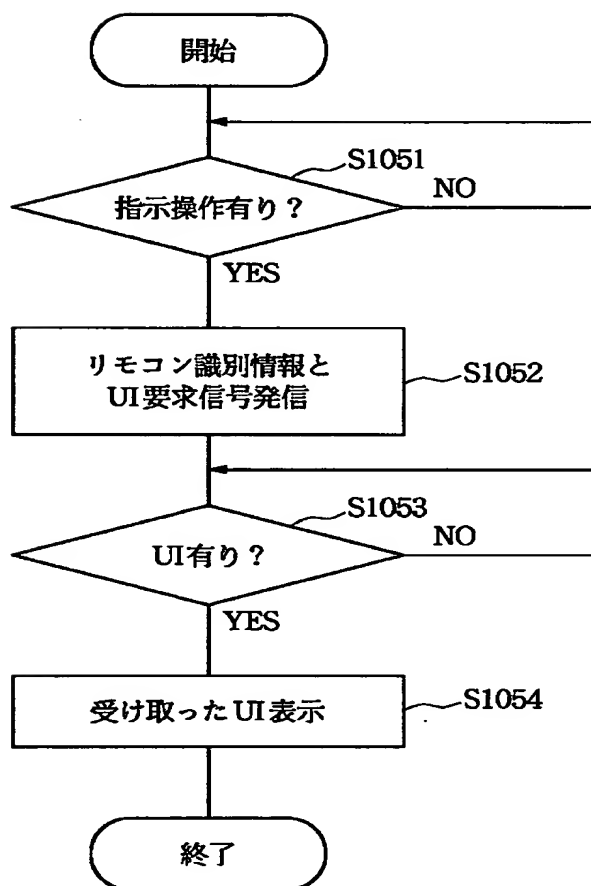 開始
S1051
指示操作有り?
NO
YES
リモコン識別情報と
UI要求信号発信
S1052
S1053
UI有り?
NO
YES
受け取ったUI表示
S1054
終了